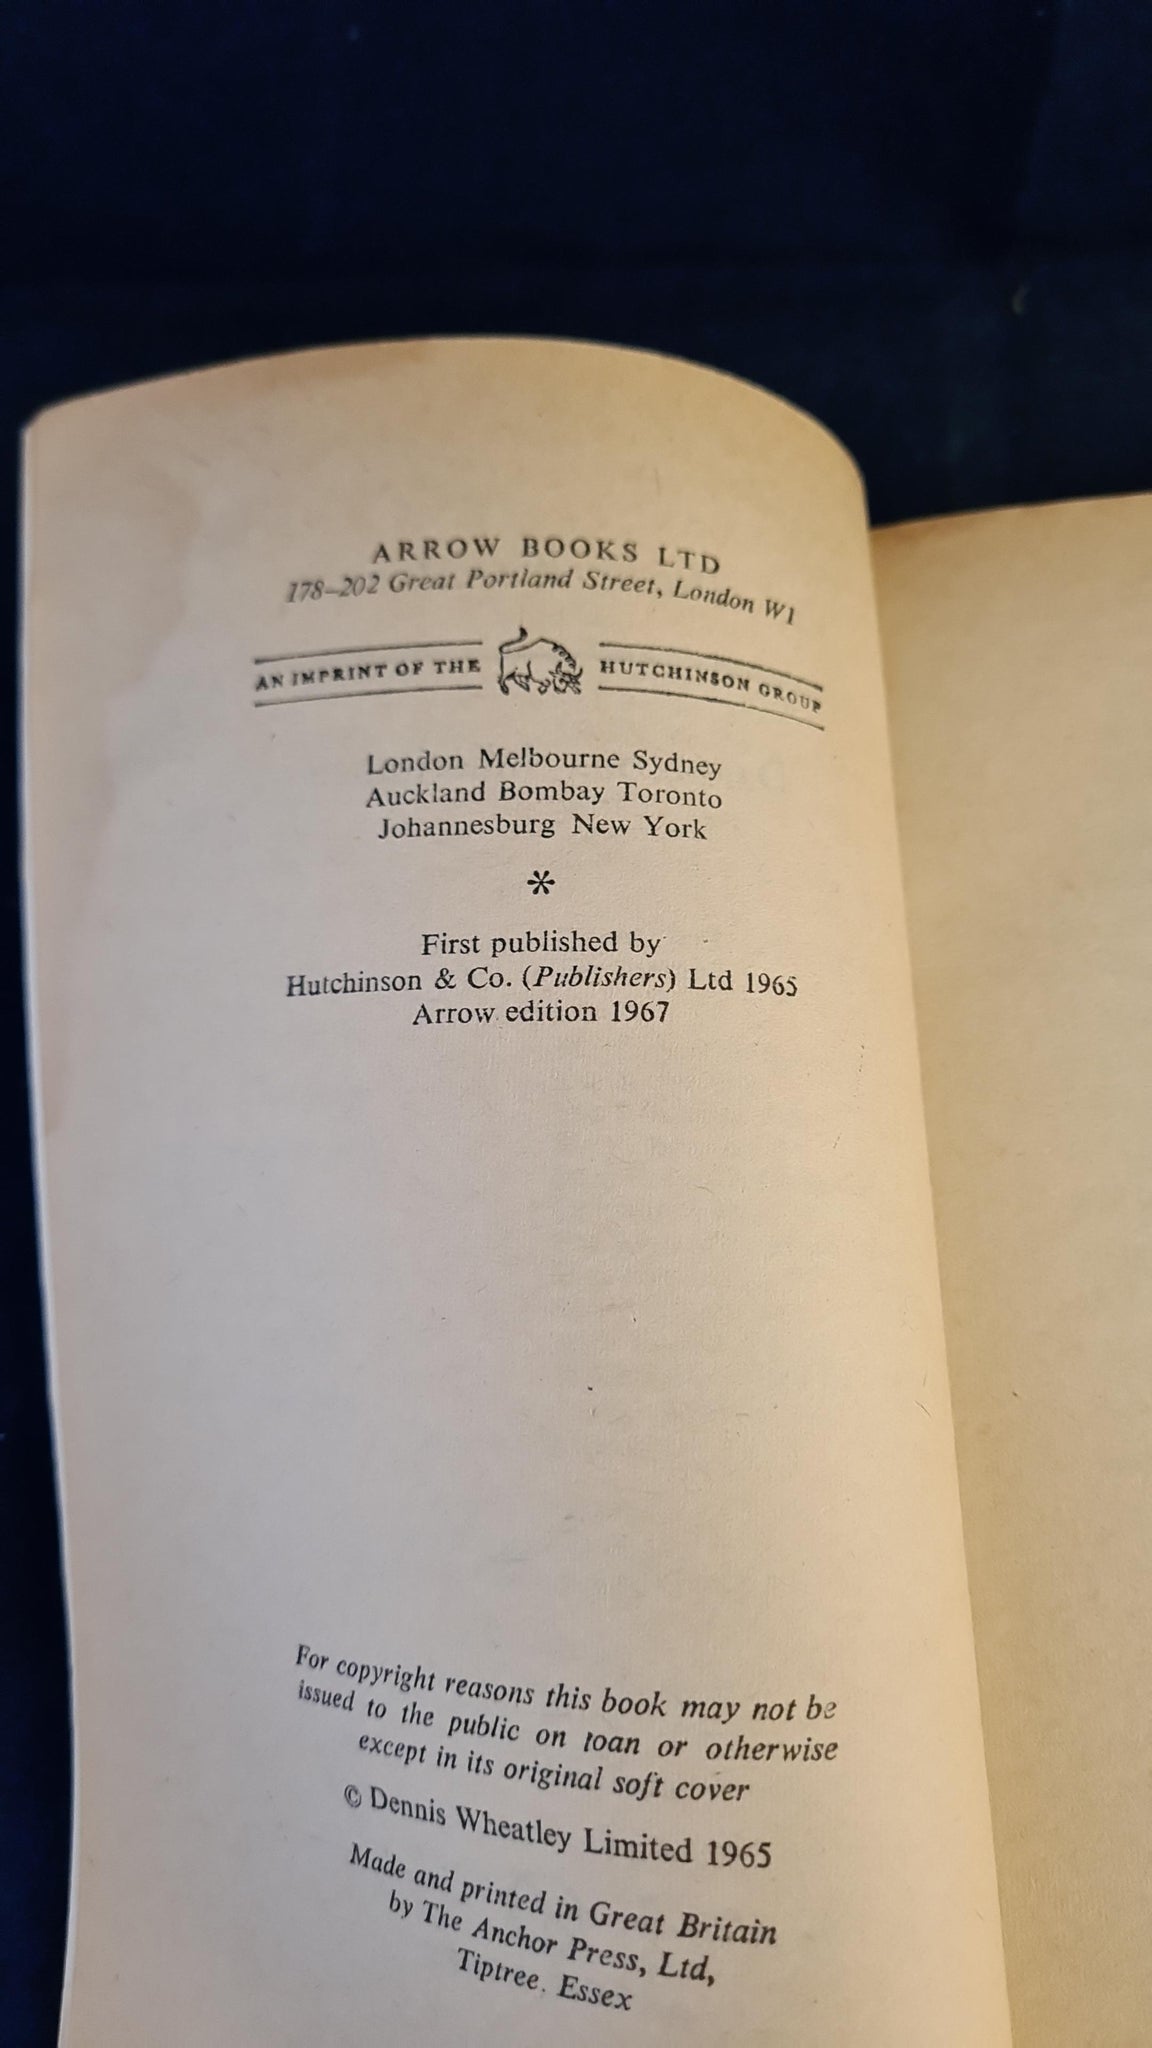 ARROW BOOKS LTD
178–202 Great Portland Street, London W1
AN IMPRINT OF THE HUTCHINSON GROUP
London Melbourne Sydney
Auckland Bombay Toronto
Johannesburg New York
*
First published by
Hutchinson & Co. (Publishers) Ltd 1965
Arrow edition 1967
For copyright reasons this book may not be
issued to the public on loan or otherwise
except in its original soft cover
© Dennis Wheatley Limited 1965
Made and printed in Great Britain
by The Anchor Press, Ltd,
Tiptree. Essex